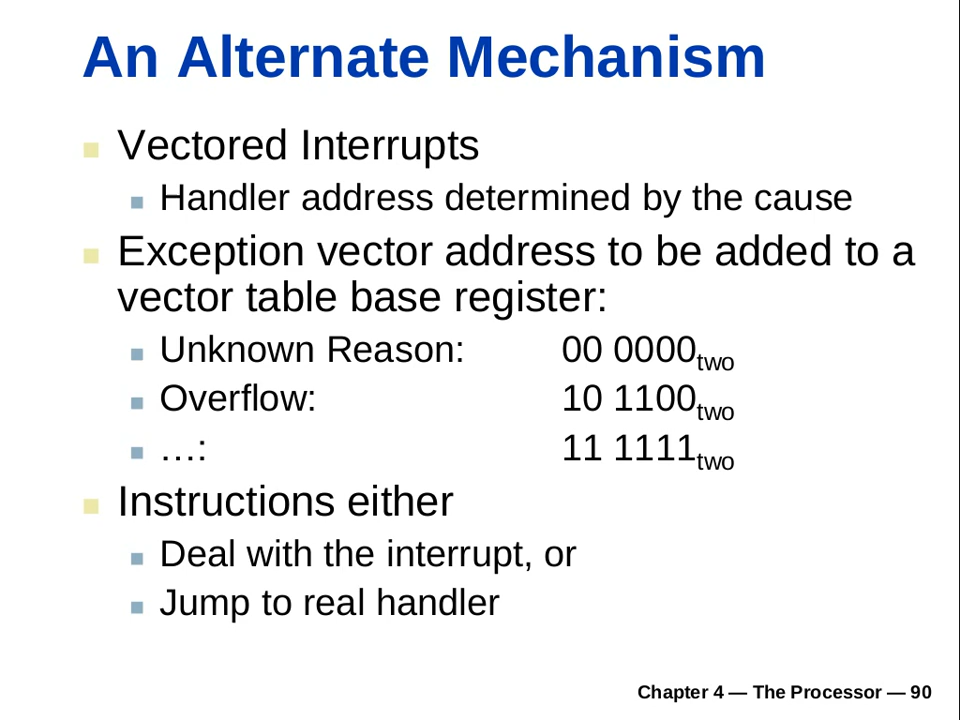 An Alternate Mechanism
Vectored Interrupts
Handler address determined by the cause
Exception vector address to be added to a
vector table base register:
Unknown Reason: 00 0000two
Overflow: 10 1100two
…: 11 1111two
Instructions either
Deal with the interrupt, or
Jump to real handler
Chapter 4 — The Processor — 90